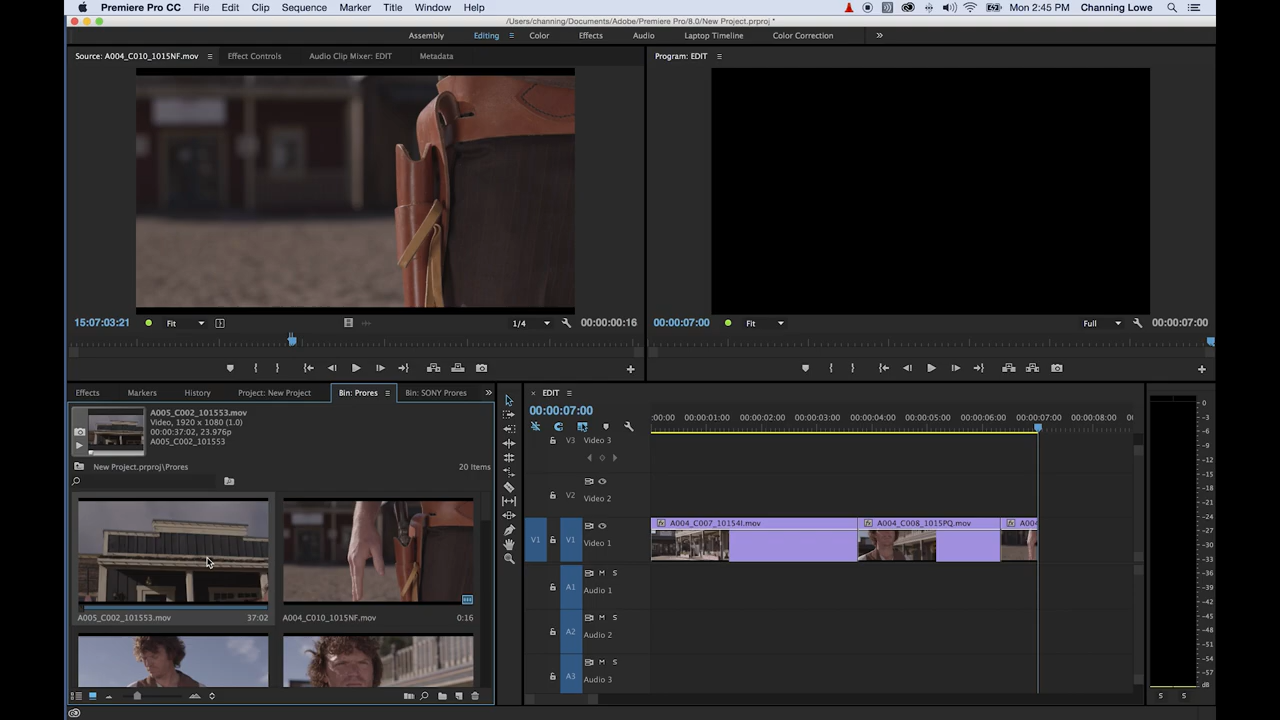 Premiere Pro CC File Edit Clip Sequence Marker Title Window Help Mon 2:45 PM Channing Lowe
/Users/channing/Documents/Adobe/Premiere Pro/8.0/New Project.prproj *
Assembly Editing Color Effects Audio Laptop Timeline Color Correction
Source: A004_C010_1015NF.mov Effect Controls Audio Clip Mixer: EDIT Metadata Program: EDIT
15:07:03:21 Fit 1/4 00:00:00:16 00:00:07:00 Fit Full 00:00:07:00
Effects Markers History Project: New Project Bin: Prores Bin: SONY Prores EDIT
A005_C002_101553.mov
Video, 1920 x 1080 (1.0)
00:00:37:02, 23.976p
A005_C002_101553
New Project.prproj\Prores 20 Items
A005_C002_101553.mov 37:02 A004_C010_1015NF.mov 0:16
00:00:07:00
:00:00 00:00:01:00 00:00:02:00 00:00:03:00 00:00:04:00 00:00:05:00 00:00:06:00 00:00:07:00 00:00:08:00
V3 Video 3
V2 Video 2
A004_C007_10154I.mov A004_C008_1015PQ.mov A004
V1 V1 Video 1
M S
A1 Audio 1
M S
A2 Audio 2
M S
A3 Audio 3
0
-3
-6
-9
-12
-15
-18
-21
-24
-27
-30
-33
-36
-39
-42
-45
-48
-51
-54
dB
S S